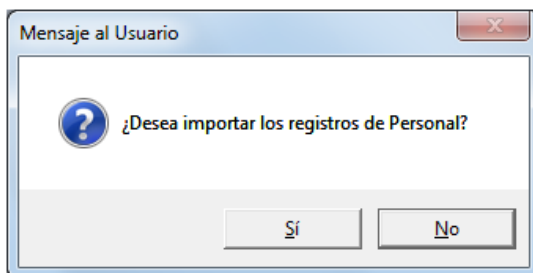 Mensaje al Usuario
¿Desea importar los registros de Personal?
Sí
No